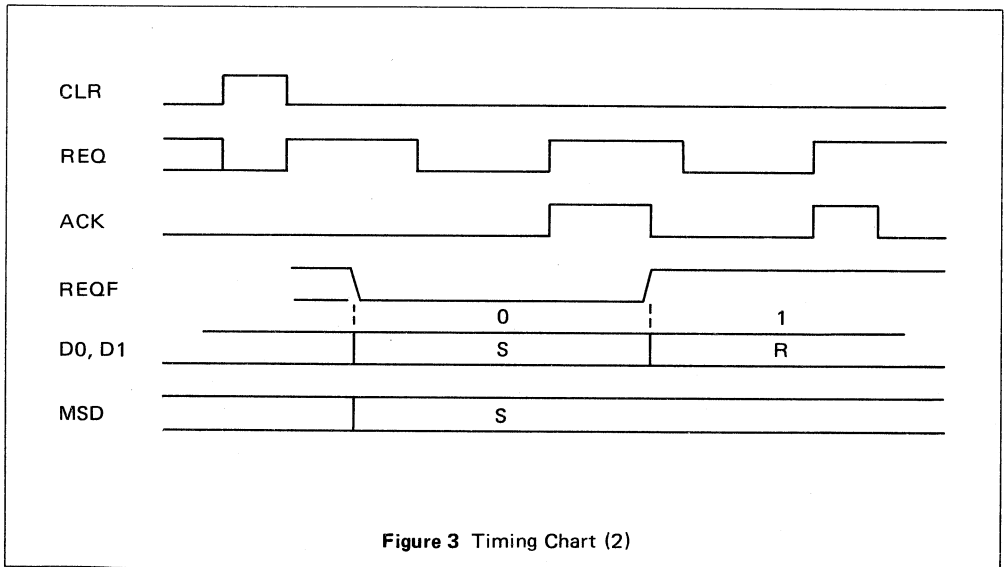 CLR
REQ
ACK
REQF
0 1
D0, D1 S R
MSD S
Figure 3 Timing Chart (2)